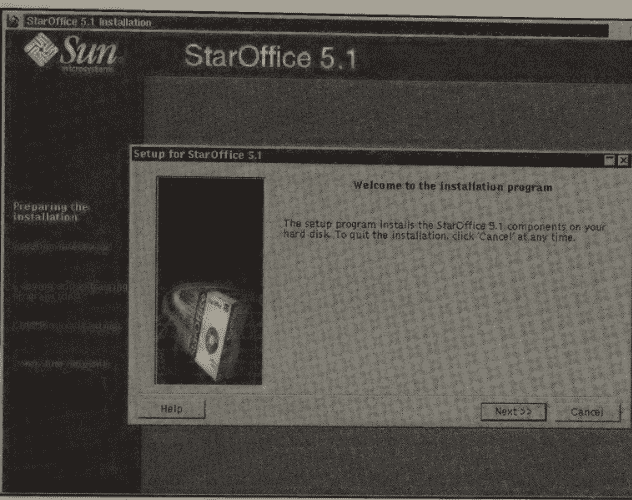 StarOffice 5.1 Installation
Sun
microsystems
StarOffice 5.1
Setup for StarOffice 5.1
Welcome to the installation program
Preparing the
installation
The setup program installs the StarOffice 5.1 components on your
hard disk. To quit the installation, click 'Cancel' at any time.
Help
Next >>
Cancel